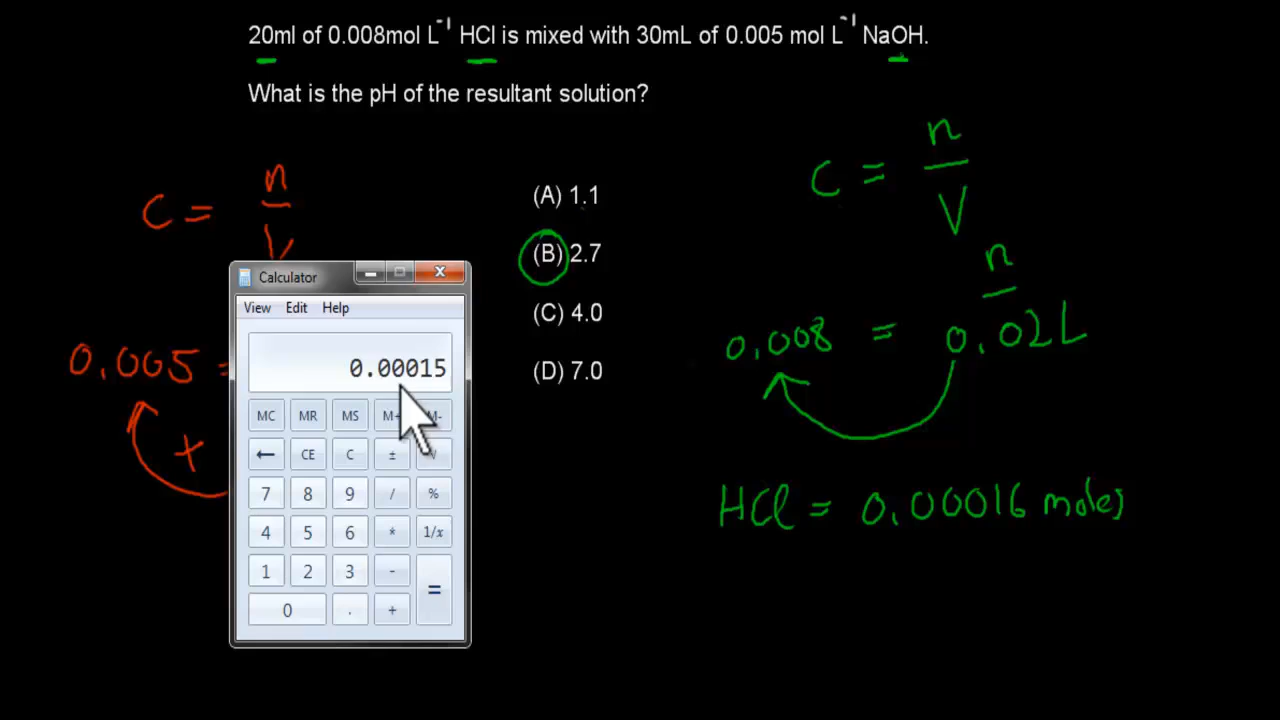 20ml of 0.008mol L⁻¹ HCl is mixed with 30mL of 0.005 mol L⁻¹ NaOH.
What is the pH of the resultant solution?
C = n/V
(A) 1.1
(B) 2.7
(C) 4.0
(D) 7.0
C = n/V
0.008 = n/0.02L
0.005 =
+
HCl = 0.00016 moles
Calculator
View Edit Help
0.00015
MC MR MS M+ M-
← CE C ±
7 8 9 / %
4 5 6 * 1/x
1 2 3 - =
0 . +